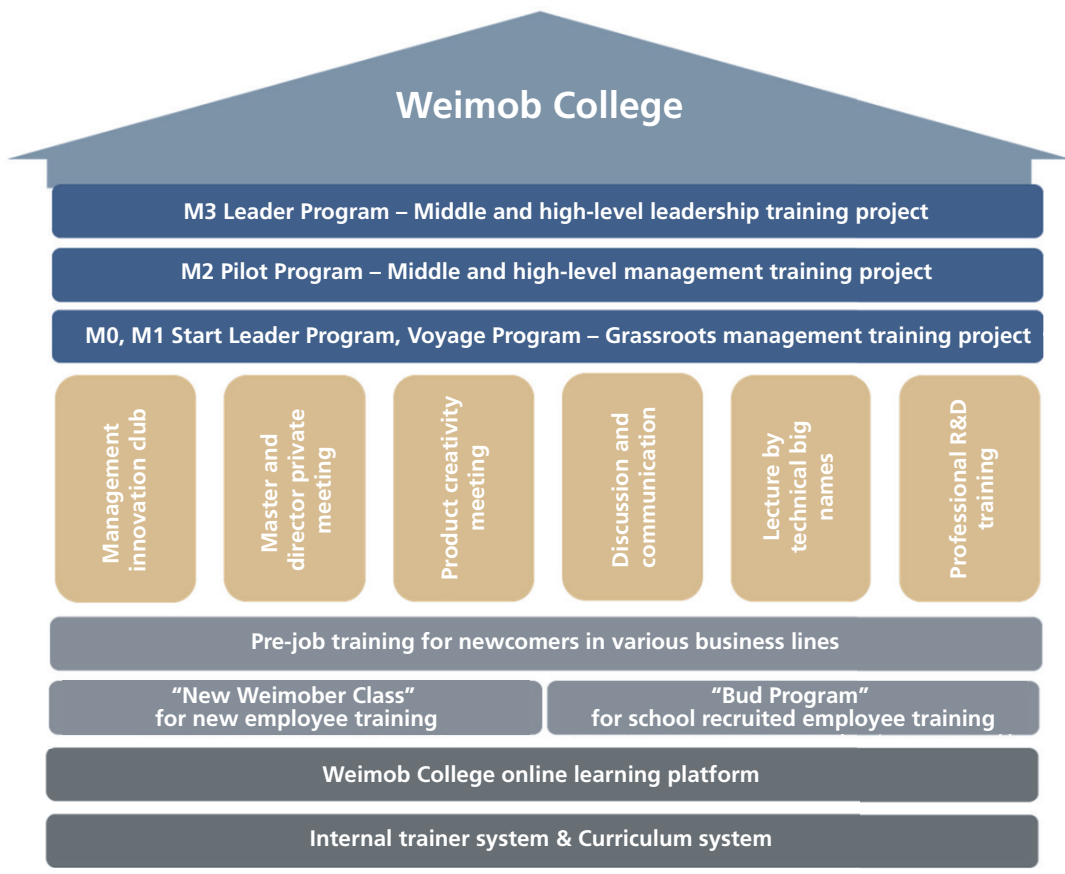 Weimob College
M3 Leader Program – Middle and high-level leadership training project
M2 Pilot Program – Middle and high-level management training project
M0, M1 Start Leader Program, Voyage Program – Grassroots management training project
Management
innovation club
Master and
director private
meeting
Product creativity
meeting
Discussion and
communication
Lecture by
technical big
names
Professional R&D
training
Pre-job training for newcomers in various business lines
“New Weimober Class”
for new employee training
“Bud Program”
for school recruited employee training
Weimob College online learning platform
Internal trainer system & Curriculum system